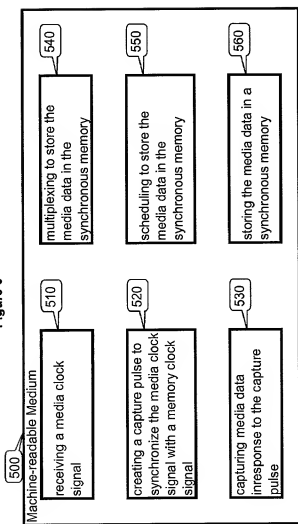 500
Machine-readable Medium
510
receiving a media clock
signal
520
creating a capture pulse to
synchronize the media clock
signal with a memory clock
signal
530
capturing media data
inresponse to the capture
pulse
540
multiplexing to store the
media data in the
synchronous memory
550
scheduling to store the
media data in the
synchronous memory
560
storing the media data in a
synchronous memory